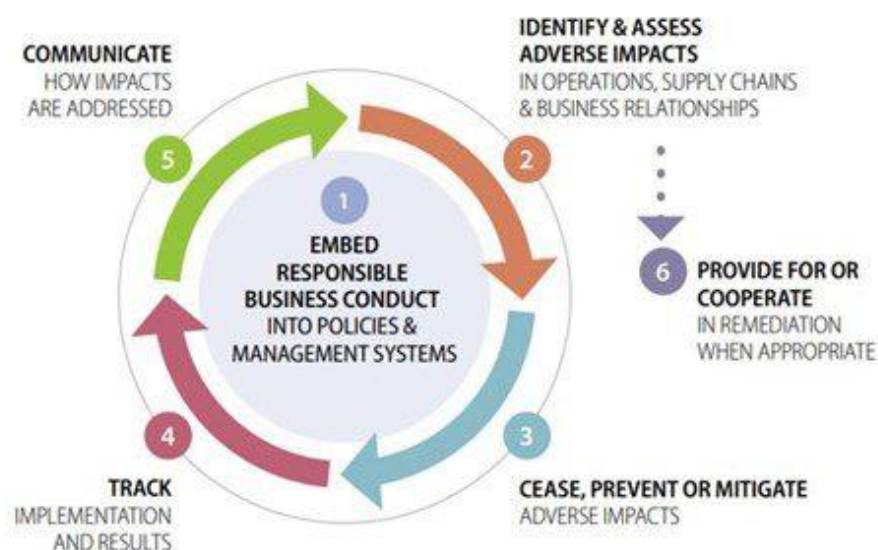 COMMUNICATE
HOW IMPACTS
ARE ADDRESSED
5
IDENTIFY & ASSESS
ADVERSE IMPACTS
IN OPERATIONS, SUPPLY CHAINS
& BUSINESS RELATIONSHIPS
2
1
EMBED
RESPONSIBLE
BUSINESS CONDUCT
INTO POLICIES &
MANAGEMENT SYSTEMS
6
PROVIDE FOR OR
COOPERATE
IN REMEDIATION
WHEN APPROPRIATE
4
TRACK
IMPLEMENTATION
AND RESULTS
3
CEASE, PREVENT OR MITIGATE
ADVERSE IMPACTS